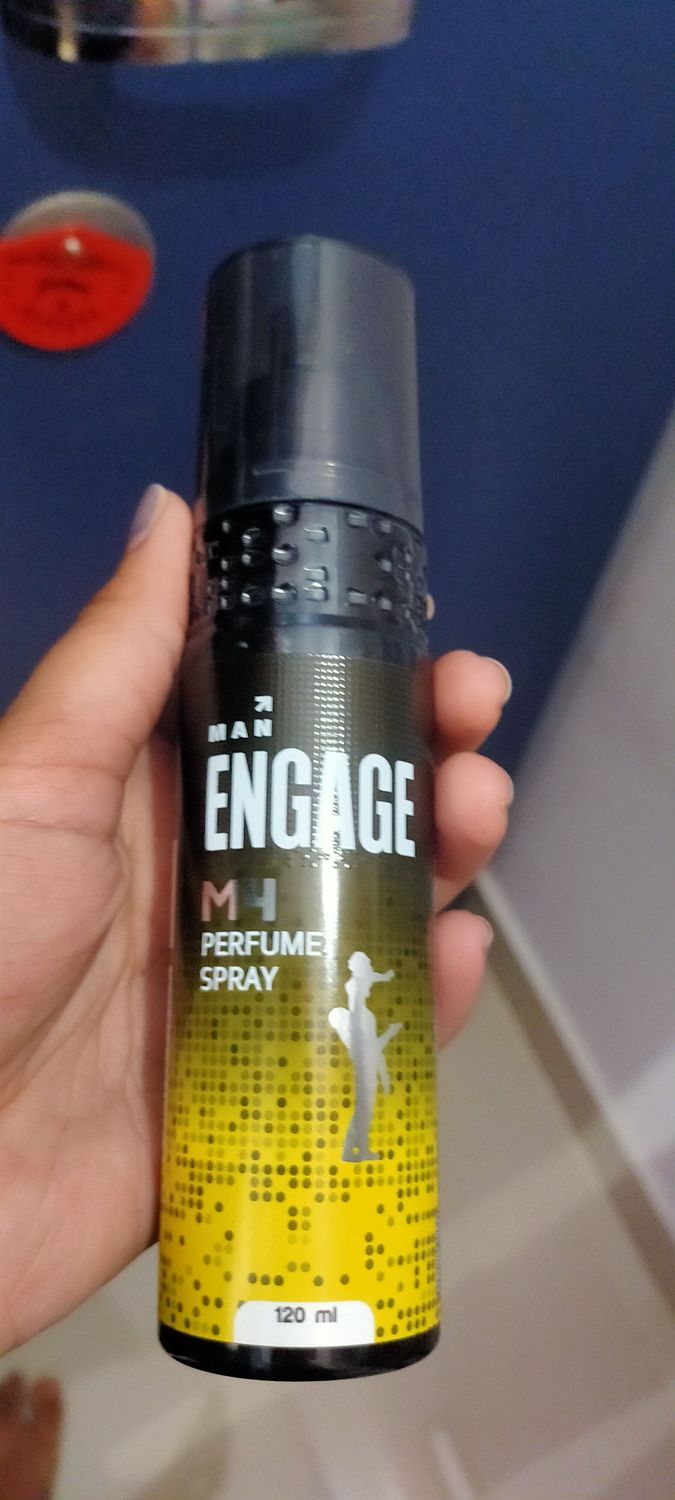 MAN
ENGAGE
M4
PERFUME
SPRAY
120 ml